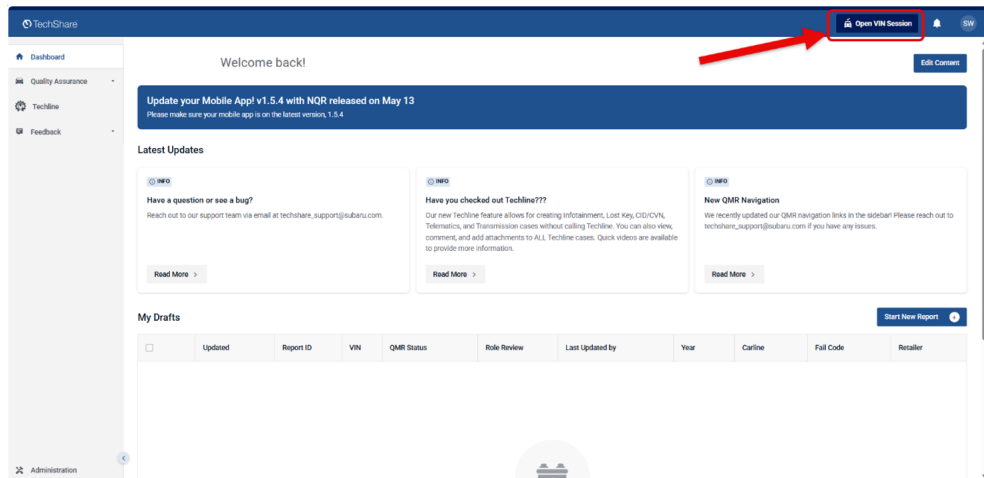 TechShare
Open VIN Session
SW
Dashboard
Quality Assurance
Techline
Feedback
Administration
Welcome back!
Edit Content
Update your Mobile App! v1.5.4 with NQR released on May 13
Please make sure your mobile app is on the latest version, 1.5.4
Latest Updates
INFO
Have a question or see a bug?
Reach out to our support team via email at techshare_support@subaru.com.
Read More
INFO
Have you checked out Techline???
Our new Techline feature allows for creating Infotainment, Lost Key, CID/CVN,
Telematics, and Transmission cases without calling Techline. You can also view,
comment, and add attachments to ALL Techline cases. Quick videos are available
to provide more information.
Read More
INFO
New QMR Navigation
We recently updated our QMR navigation links in the sidebar! Please reach out to
techshare_support@subaru.com if you have any issues.
Read More
My Drafts
Start New Report
Updated Report ID VIN QMR Status Role Review Last Updated by Year Carline Fail Code Retailer